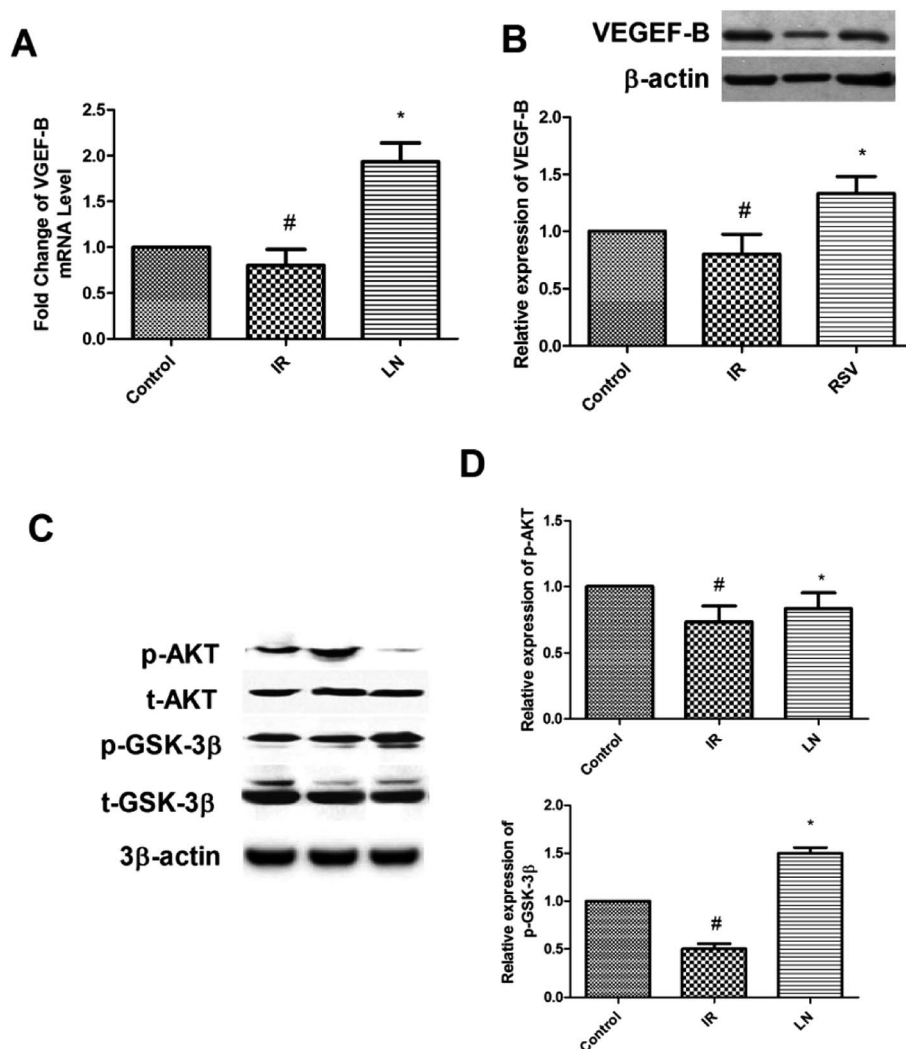 A
Fold Change of VGEF-B
mRNA Level
2.5
2.0
1.5
1.0
0.5
0.0
#
*
Control
IR
LN
B
VEGEF-B
β-actin
Relative expression of VEGF-B
2.0
1.5
1.0
0.5
0.0
#
*
Control
IR
RSV
C
p-AKT
t-AKT
p-GSK-3β
t-GSK-3β
3β-actin
D
Relative expression of p-AKT
1.5
1.0
0.5
0.0
#
*
Control
IR
LN
Relative expression of
p-GSK-3β
2.0
1.5
1.0
0.5
0.0
#
*
Control
IR
LN